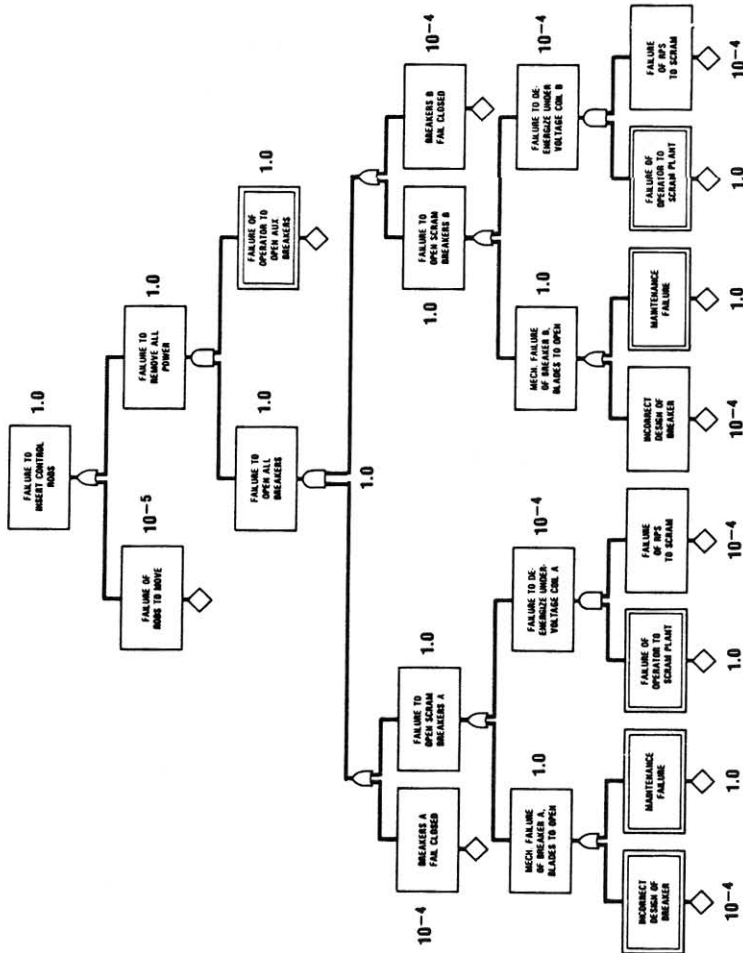 FAILURE TO
INSERT CONTROL
RODS
1.0
FAILURE OF
RODS TO MOVE
10-5
FAILURE TO
REMOVE ALL
POWER
1.0
FAILURE TO
OPEN ALL
BREAKERS
1.0
FAILURE OF
OPERATOR TO
OPEN AUX
BREAKERS
1.0
1.0
BREAKERS A
FAIL CLOSED
10-4
FAILURE TO
OPEN SCRAM
BREAKERS A
1.0
FAILURE TO
OPEN SCRAM
BREAKERS B
1.0
BREAKERS B
FAIL CLOSED
10-4
MECH FAILURE
OF BREAKER A,
BLADES TO OPEN
1.0
FAILURE TO DE-
ENERGIZE UNDER-
VOLTAGE COIL A
10-4
MECH. FAILURE
OF BREAKER B,
BLADES TO OPEN
1.0
FAILURE TO DE-
ENERGIZE UNDER
VOLTAGE COIL B
10-4
INCORRECT
DESIGN OF
BREAKER
10-4
MAINTENANCE
FAILURE
1.0
FAILURE OF
OPERATOR TO
SCRAM PLANT
1.0
FAILURE
OF RPS
TO SCRAM
10-4
INCORRECT
DESIGN OF
BREAKER
10-4
MAINTENANCE
FAILURE
1.0
FAILURE OF
OPERATOR TO
SCRAM PLANT
1.0
FAILURE
OF RPS
TO SCRAM
10-4